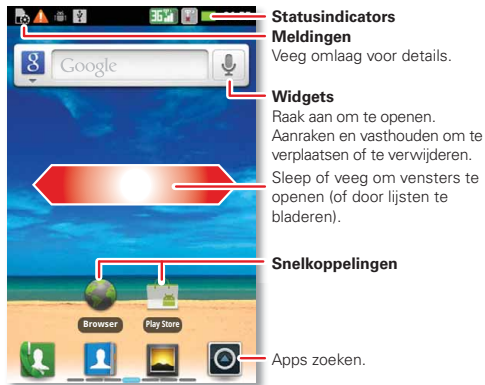 3G
Statusindicators
Meldingen
Veeg omlaag voor details.
8 Google
Widgets
Raak aan om te openen.
Aanraken en vasthouden om te
verplaatsen of te verwijderen.
Sleep of veeg om vensters te
openen (of door lijsten te
bladeren).
Snelkoppelingen
Browser Play Store
Apps zoeken.